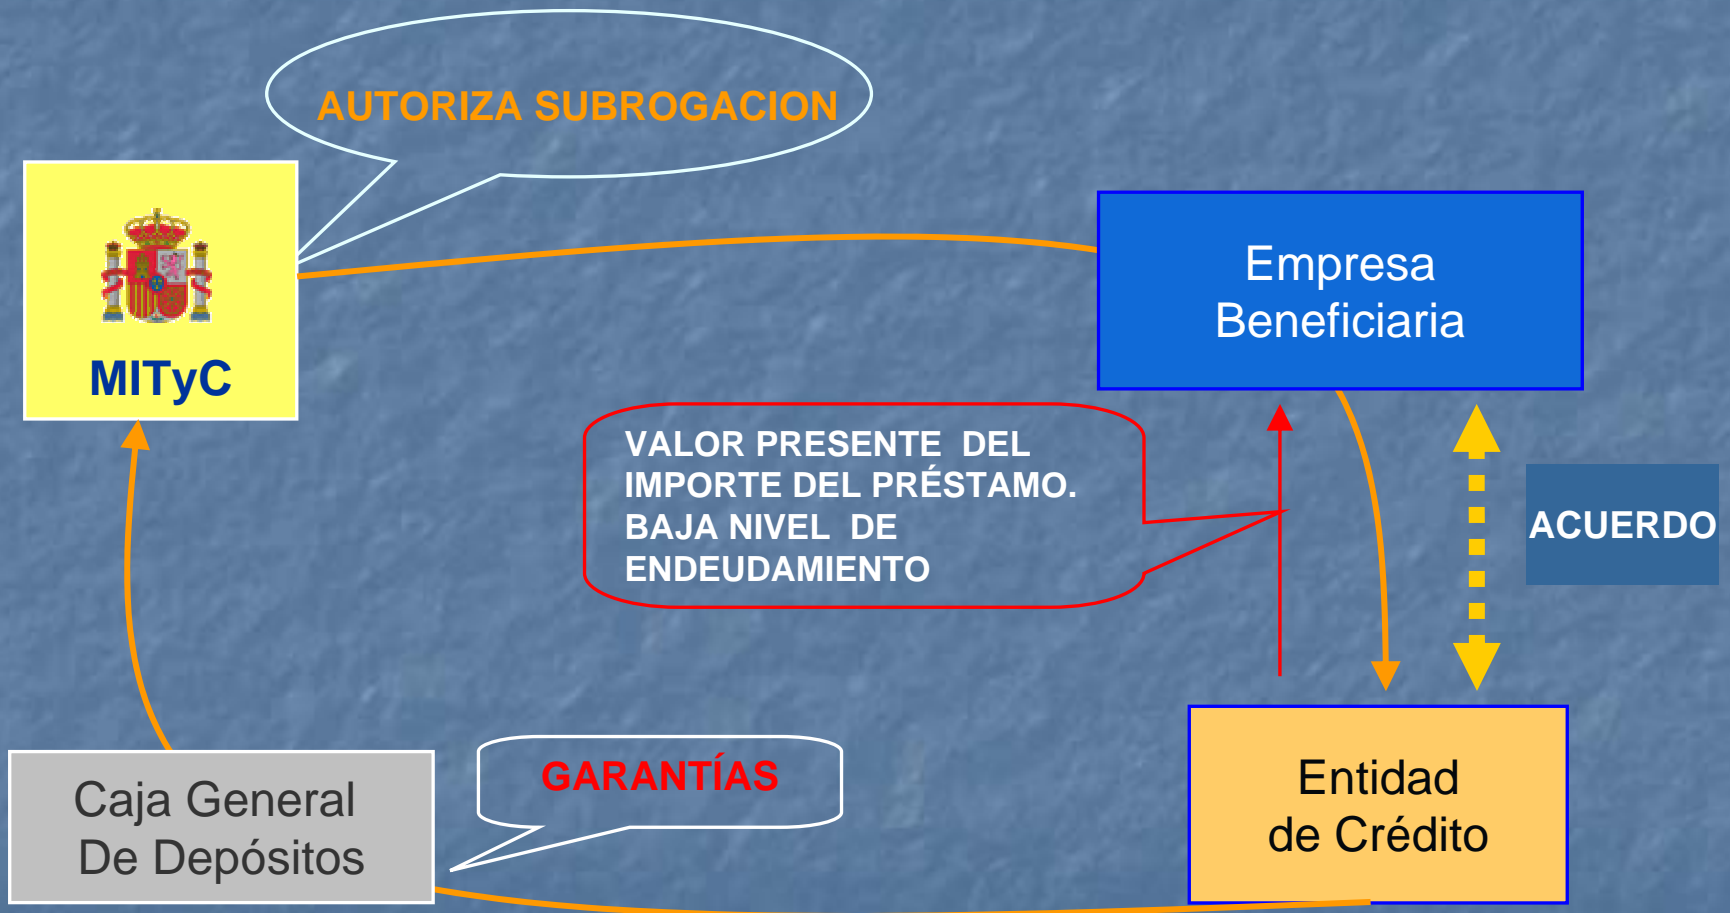 AUTORIZA SUBROGACION
MITyC
Empresa
Beneficiaria
VALOR PRESENTE DEL
IMPORTE DEL PRÉSTAMO.
BAJA NIVEL DE
ENDEUDAMIENTO
ACUERDO
Caja General
De Depósitos
GARANTÍAS
Entidad
de Crédito